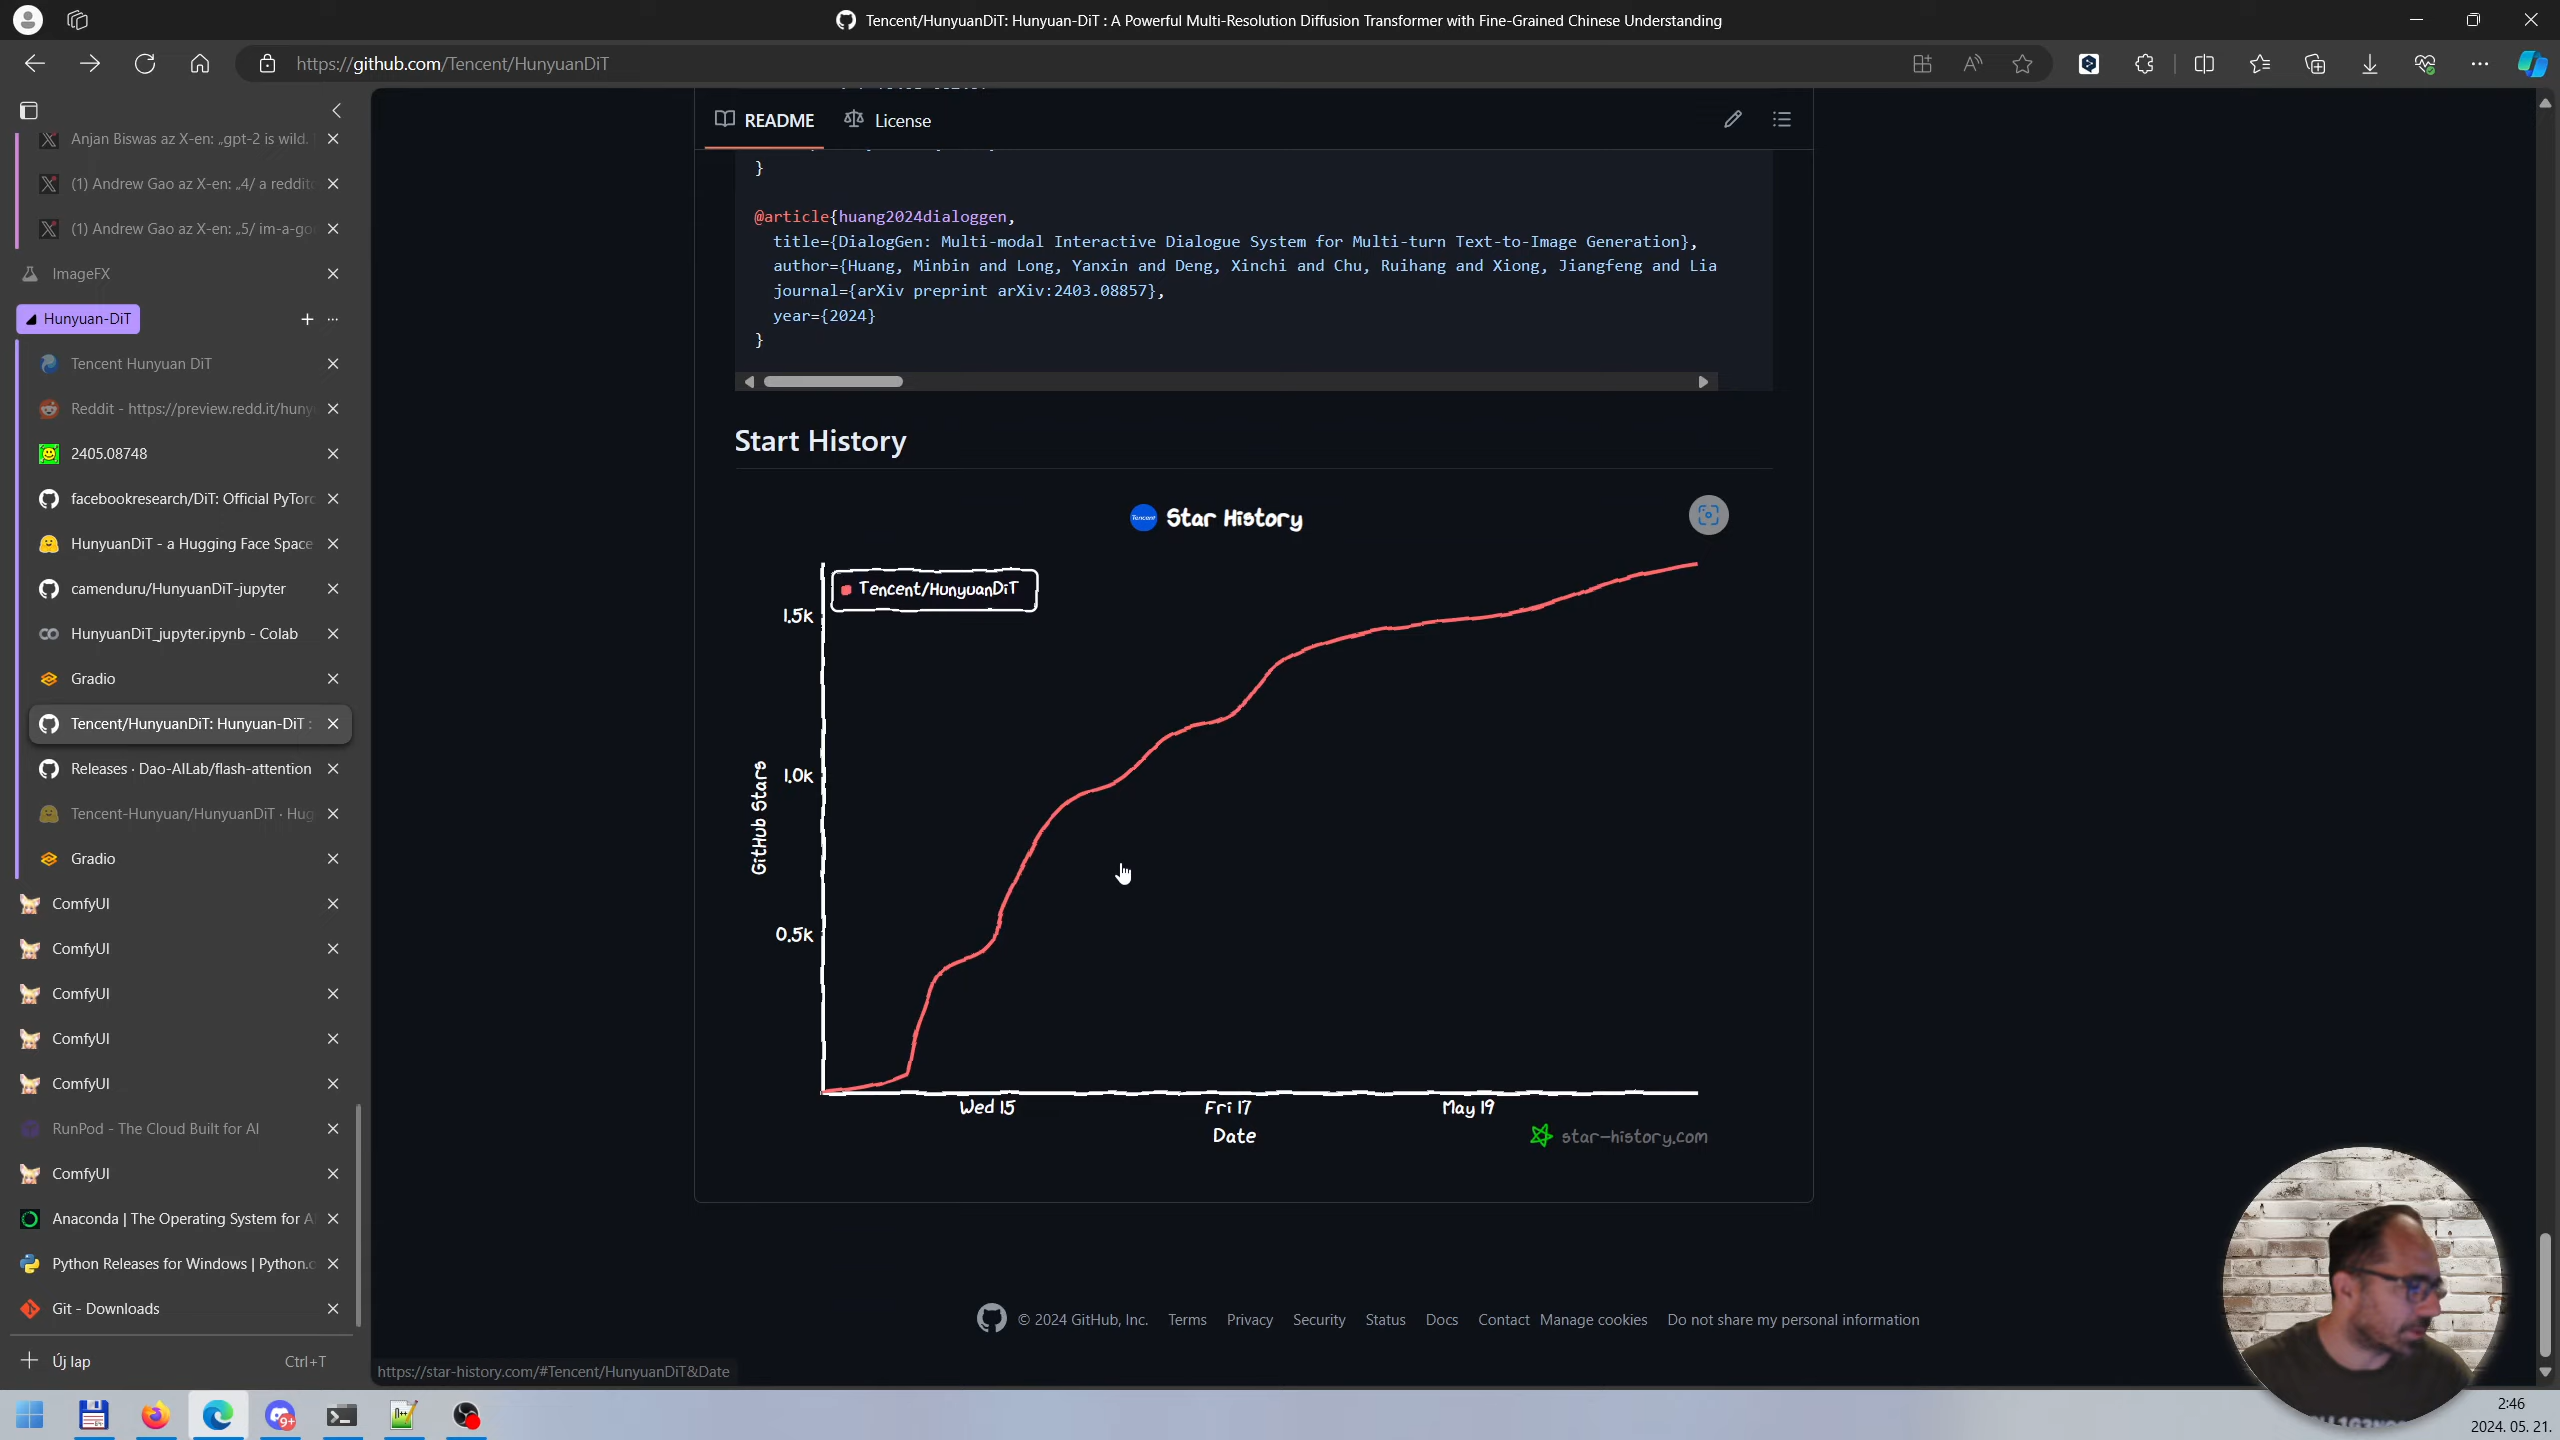 Tencent/HunyuanDiT: Hunyuan-DiT : A Powerful Multi-Resolution Diffusion Transformer with Fine-Grained Chinese Understanding
https://github.com/Tencent/HunyuanDiT
Anjan Biswas az X-en: „gpt-2 is wild.
(1) Andrew Gao az X-en: „4/ a reddito
(1) Andrew Gao az X-en: „5/ im-a-goo
ImageFX
Hunyuan-DiT
Tencent Hunyuan DiT
Reddit - https://preview.redd.it/huny
2405.08748
facebookresearch/DiT: Official PyTorc
HunyuanDiT - a Hugging Face Space
camenduru/HunyuanDiT-jupyter
HunyuanDiT_jupyter.ipynb - Colab
Gradio
Tencent/HunyuanDiT: Hunyuan-DiT :
Releases · Dao-AILab/flash-attention
Tencent-Hunyuan/HunyuanDiT · Hug
Gradio
ComfyUI
ComfyUI
ComfyUI
ComfyUI
ComfyUI
RunPod - The Cloud Built for AI
ComfyUI
Anaconda | The Operating System for A
Python Releases for Windows | Python.o
Git - Downloads
Új lap Ctrl+T
README License
}
@article{huang2024dialoggen,
title={DialogGen: Multi-modal Interactive Dialogue System for Multi-turn Text-to-Image Generation},
author={Huang, Minbin and Long, Yanxin and Deng, Xinchi and Chu, Ruihang and Xiong, Jiangfeng and Lia
journal={arXiv preprint arXiv:2403.08857},
year={2024}
}
Start History
Tencent Star History
Tencent/HunyuanDiT
1.5k
1.0k
0.5k
GitHub Stars
Wed 15 Fri 17 May 19
Date
star-history.com
© 2024 GitHub, Inc. Terms Privacy Security Status Docs Contact Manage cookies Do not share my personal information
https://star-history.com/#Tencent/HunyuanDiT&Date
9+
2:46
2024. 05. 21.